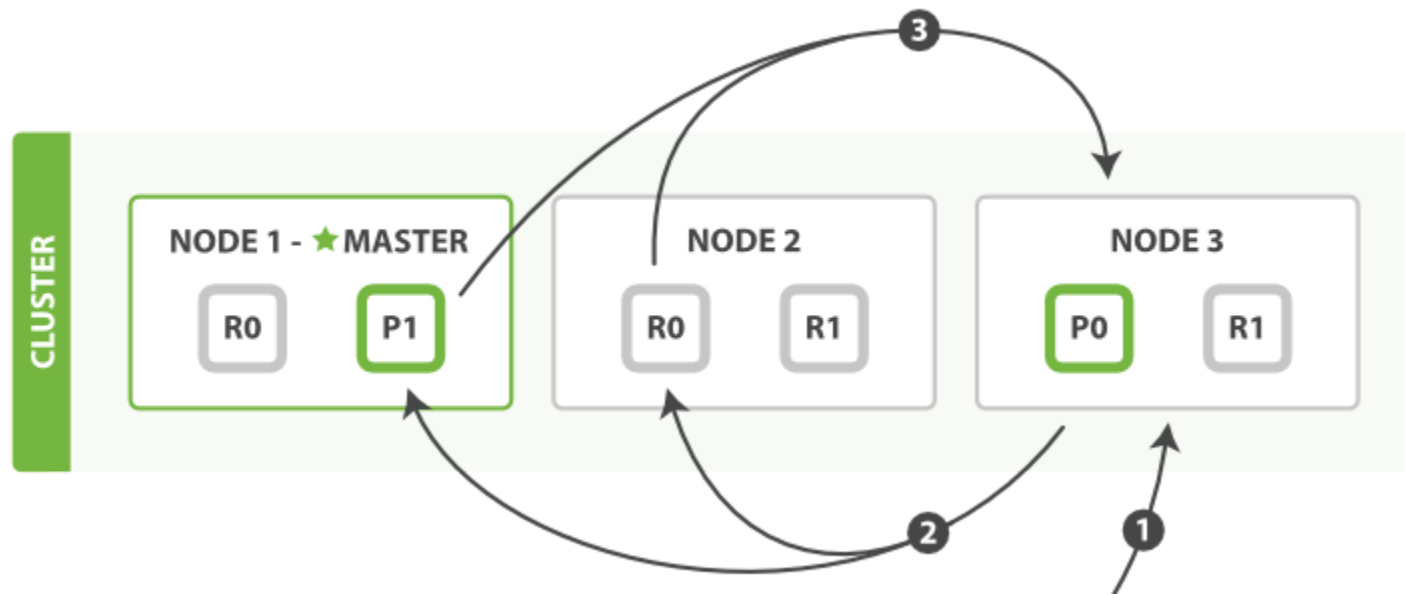 3
CLUSTER
NODE 1 - ★MASTER
R0
P1
NODE 2
R0
R1
NODE 3
P0
R1
2
1